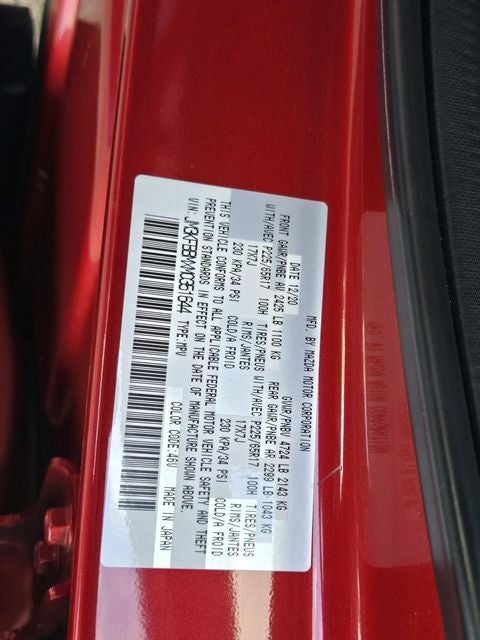 MFD. BY MAZDA MOTOR CORPORATION
DATE 12/20 GVWR/PNBV 4724 LB 2143 KG
FRONT GAWR/PNBE AV 2425 LB 1100 KG REAR GAWR/PNBE AR 2299 LB 1043 KG
WITH/AVEC P225/65R17 100H TIRES/PNEUS WITH/AVEC P225/65R17 100H TIRES/PNEUS
17X7J RIMS/JANTES 17X7J RIMS/JANTES
230 KPA/34 PSI COLD/A FROID 230 KPA/34 PSI COLD/A FROID
THIS VEHICLE CONFORMS TO ALL APPLICABLE FEDERAL MOTOR VEHICLE SAFETY AND THEFT
PREVENTION STANDARDS IN EFFECT ON THE DATE OF MANUFACTURE SHOWN ABOVE.
VIN: TYPE:MPV COLOR CODE:46V MADE IN JAPAN